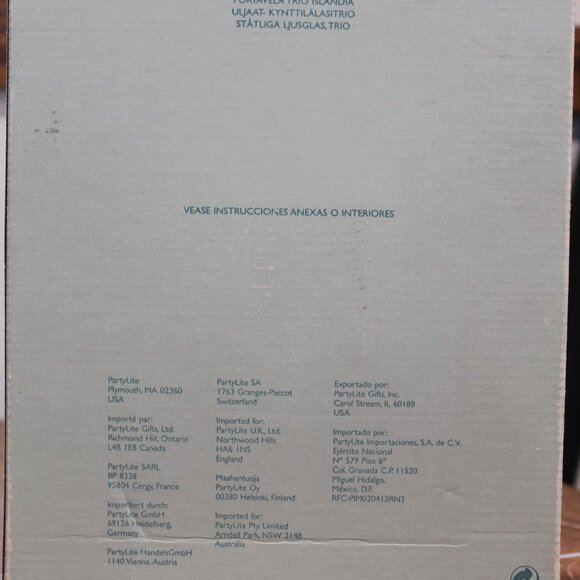 PORTAVELA TRIO ISLANDIA
ULJAAT- KYNTTILÄLASITRIO
STÅTLIGA LJUSGLAS, TRIO
VEASE INSTRUCCIONES ANEXAS O INTERIORES
PartyLite
Plymouth, MA 02360
USA
Importé par:
PartyLite Gifts, Ltd.
Richmond Hill, Ontario
L4B 1E8 Canada
PartyLite SARL
BP 8338
95804 Cergy, France
Importiert durch:
PartyLite GmbH
69126 Heidelberg,
Germany
PartyLite HandelsGmbH
1140 Vienna, Austria
PartyLite SA
1763 Granges-Paccot
Switzerland
Imported for:
PartyLite U.K., Ltd.
Northwood Hills
HA6 1NS
England
Maahantuoja
PartyLite Oy
00380 Helsinki, Finland
Imported for:
PartyLite Pty. Limited
Arndell Park, NSW 2148
Australia
Exportado por:
PartyLite Gifts, Inc.
Carol Stream, IL 60188
USA
Importado por:
PartyLite Importaciones, S.A. de C.V.
Ejército Nacional
N° 579 Piso 6°
Col. Granada C.P. 11520
Miguel Hidalgo,
México, D.F.
RFC-PIM020412RN3